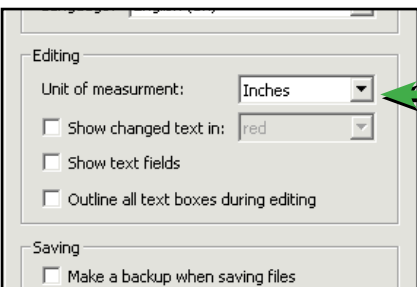 Editing
Unit of measurment: Inches
Show changed text in: red
Show text fields
Outline all text boxes during editing
Saving
Make a backup when saving files